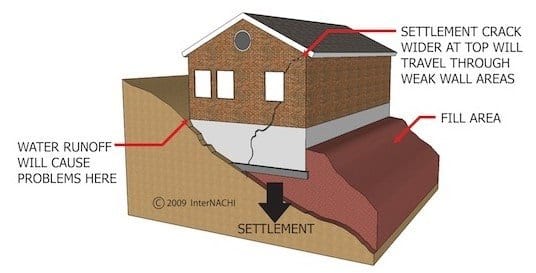 SETTLEMENT CRACK
WIDER AT TOP WILL
TRAVEL THROUGH
WEAK WALL AREAS
FILL AREA
WATER RUNOFF
WILL CAUSE
PROBLEMS HERE
© 2009 InterNACHI
SETTLEMENT